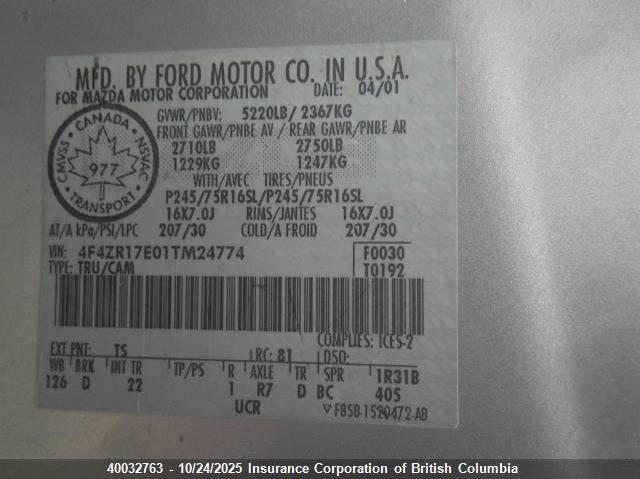 MFD. BY FORD MOTOR CO. IN U.S.A.
FOR MAZDA MOTOR CORPORATION DATE: 04/01
GVWR/PNBV: 5220LB/ 2367KG
FRONT GAWR/PNBE AV / REAR GAWR/PNBE AR
2710LB 2750LB
1229KG 1247KG
WITH/AVEC TIRES/PNEUS
P245/75R16SL/P245/75R16SL
16X7.0J RIMS/JANTES 16X7.0J
AT/A kPa/PSI/LPC 207/30 COLD/A FROID 207/30
CANADA
CMVSS 977 NSVAC
TRANSPORT
VIN: 4F4ZR17E01TM24774 F0030
TYPE: TRU/CAM T0192
COMPLIES: ICES-2
EXT PNT: TS RC: 81 DSO:
WB BRK INT TR TP/PS R AXLE TR SPR 1R31B
126 D 22 1 R7 D BC 405
UCR F85B-1520472-AB
40032763 - 10/24/2025 Insurance Corporation of British Columbia